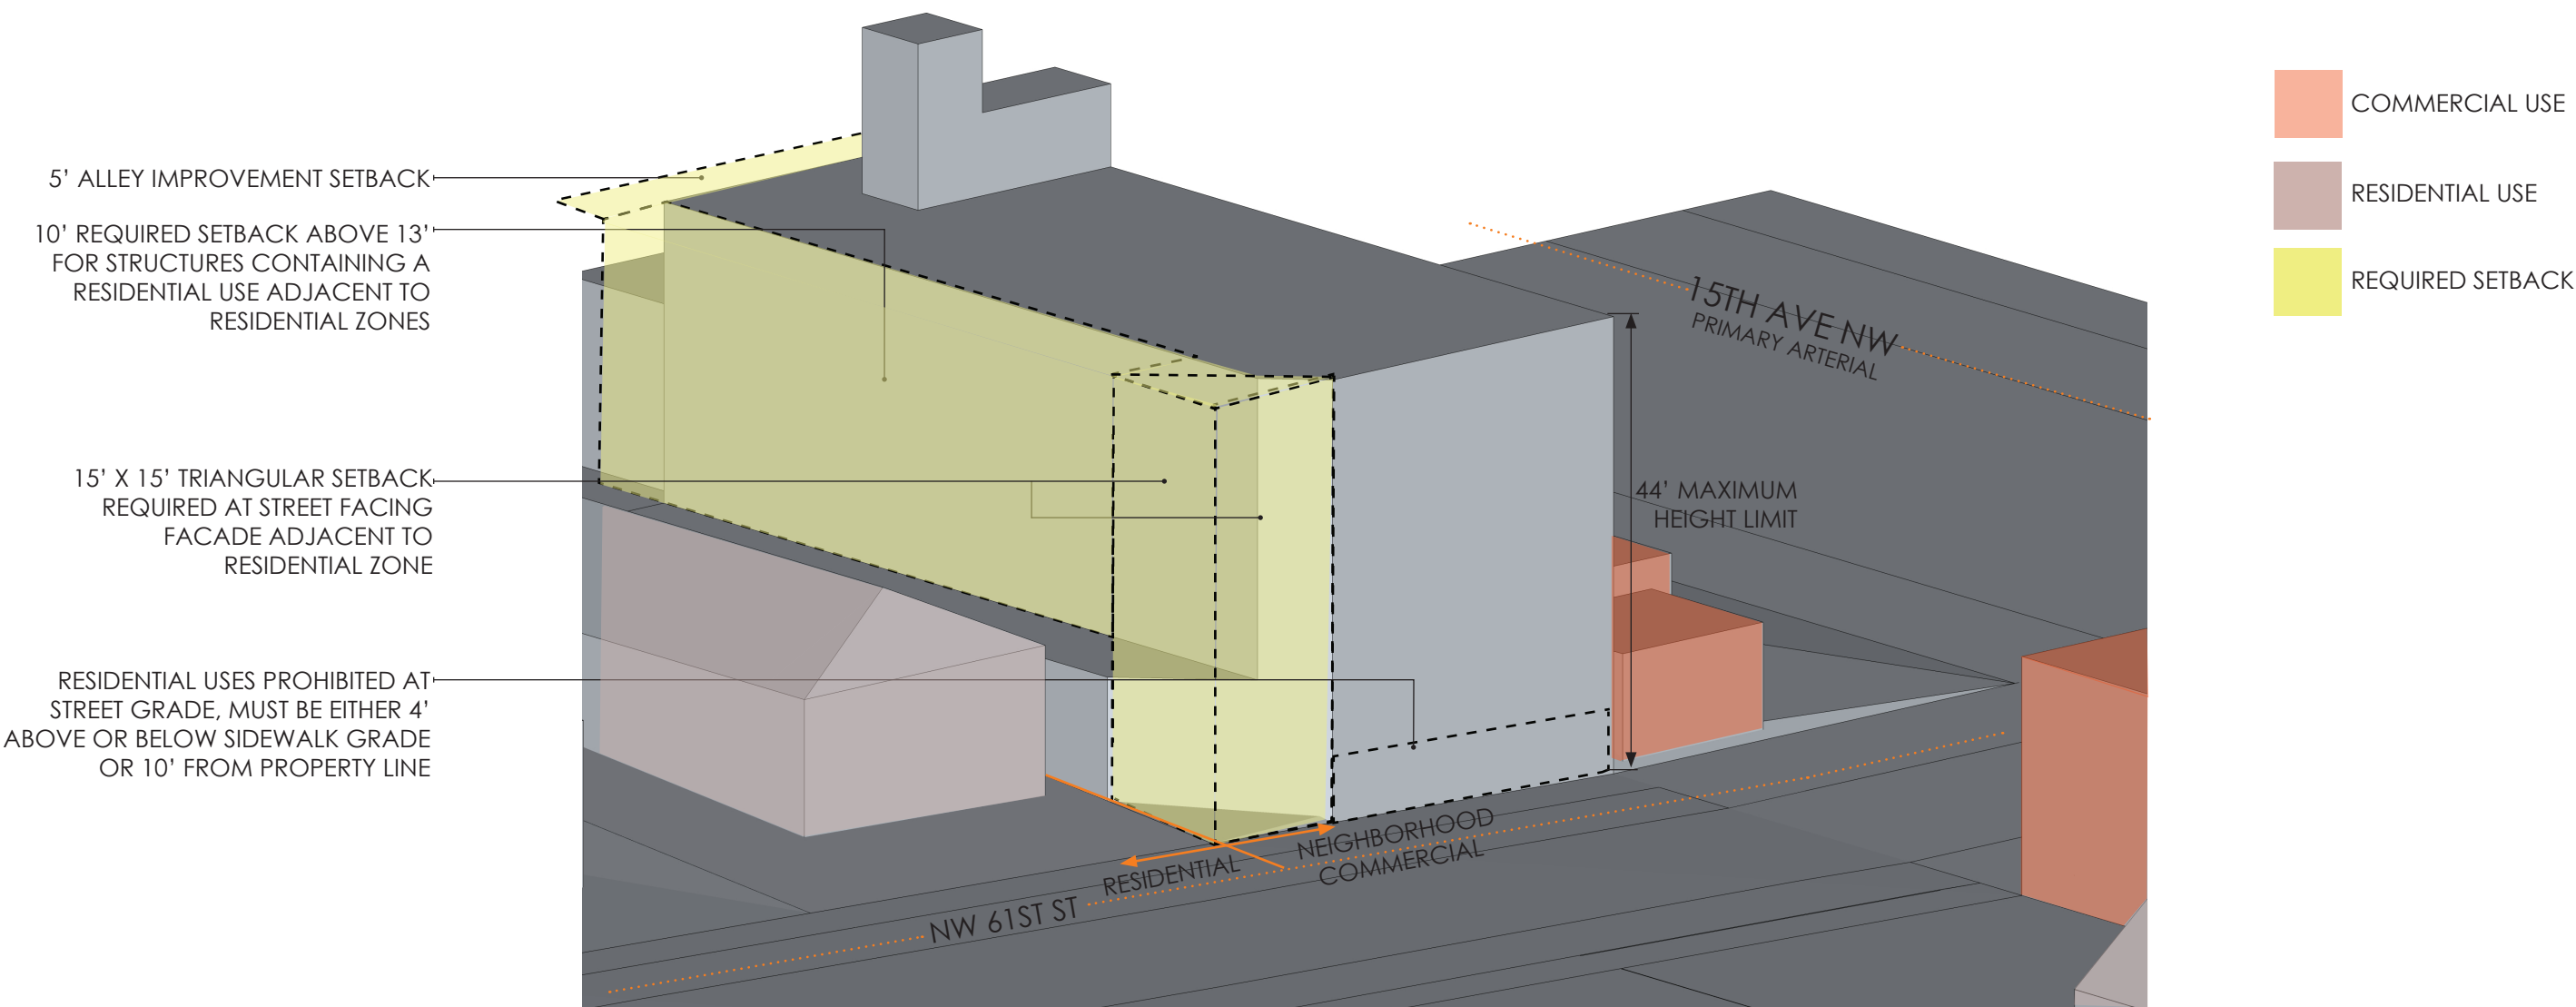 5’ ALLEY IMPROVEMENT SETBACK
10’ REQUIRED SETBACK ABOVE 13’
FOR STRUCTURES CONTAINING A
RESIDENTIAL USE ADJACENT TO
RESIDENTIAL ZONES
15’ X 15’ TRIANGULAR SETBACK
REQUIRED AT STREET FACING
FACADE ADJACENT TO
RESIDENTIAL ZONE
RESIDENTIAL USES PROHIBITED AT
STREET GRADE, MUST BE EITHER 4’
ABOVE OR BELOW SIDEWALK GRADE
OR 10’ FROM PROPERTY LINE
15TH AVE NW
PRIMARY ARTERIAL
44’ MAXIMUM
HEIGHT LIMIT
NEIGHBORHOOD
COMMERCIAL
RESIDENTIAL
NW 61ST ST
COMMERCIAL USE
RESIDENTIAL USE
REQUIRED SETBACK